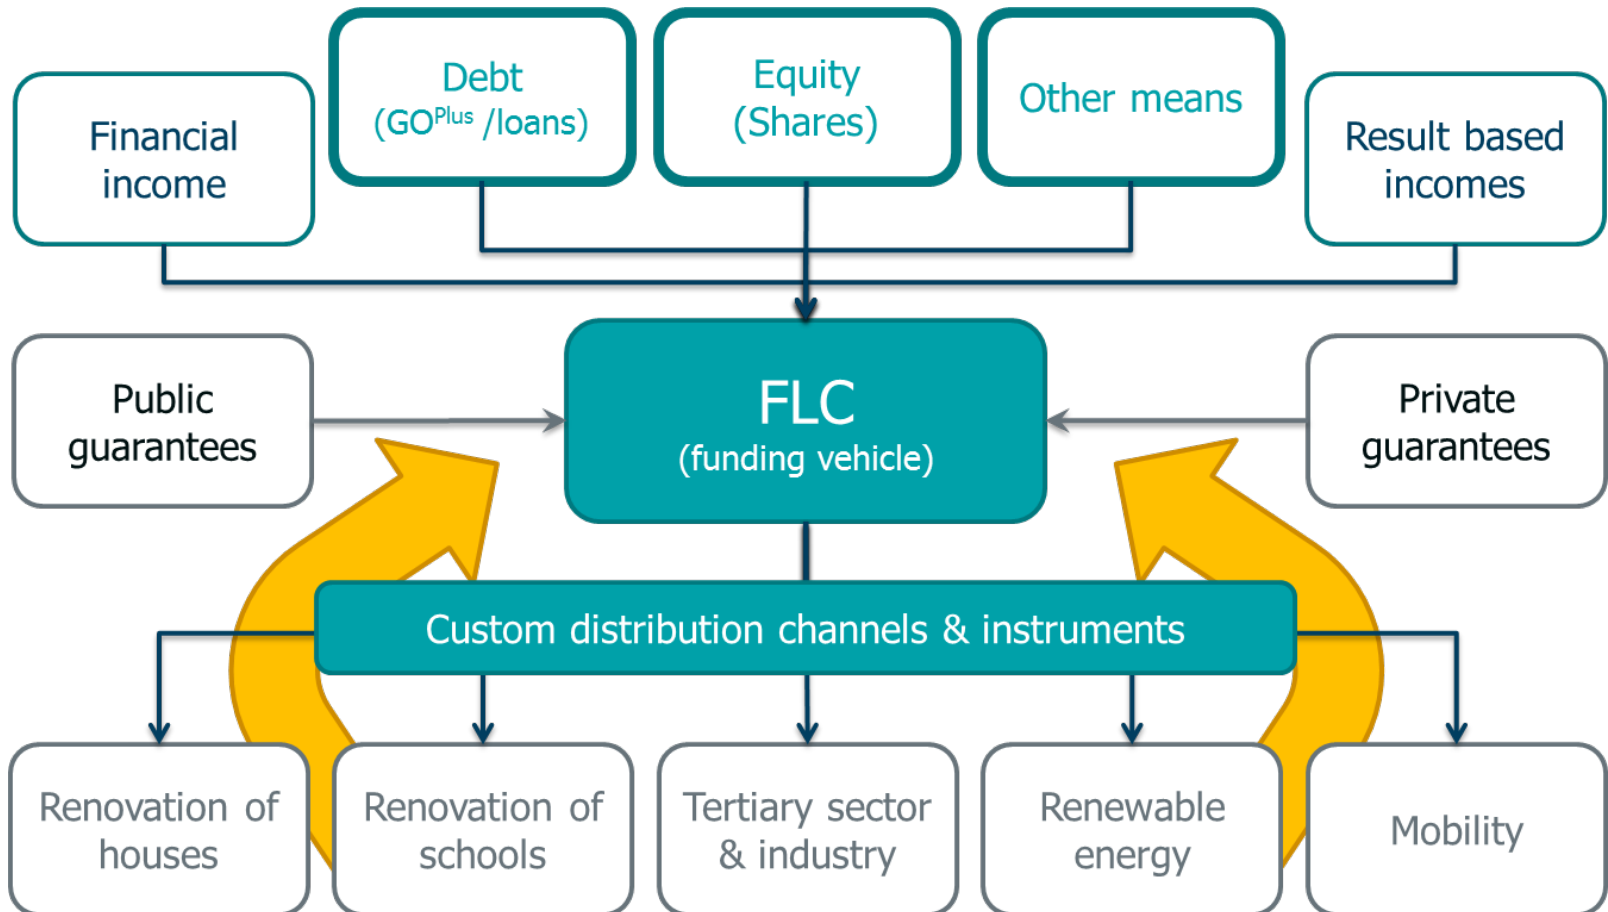 Debt
(GOPlus /loans)
Equity
(Shares)
Other means
Financial
income
Result based
incomes
Public
guarantees
FLC
(funding vehicle)
Private
guarantees
Custom distribution channels & instruments
Renovation of
houses
Renovation of
schools
Tertiary sector
& industry
Renewable
energy
Mobility